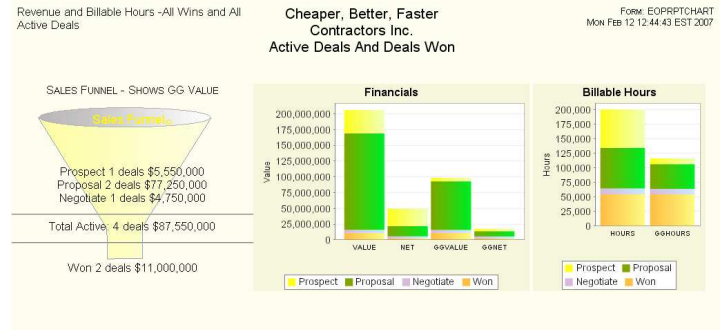 Revenue and Billable Hours -All Wins and All
Active Deals
Cheaper, Better, Faster
Contractors Inc.
Active Deals And Deals Won
FORM: EOPRPTCHART
MON FEB 12 12:44:43 EST 2007
SALES FUNNEL - SHOWS GG VALUE
Sales Funnel
Prospect 1 deals $5,550,000
Proposal 2 deals $77,250,000
Negotiate 1 deals $4,750,000
Total Active: 4 deals $87,550,000
Won 2 deals $11,000,000
Financials
Value
200,000,000
175,000,000
150,000,000
125,000,000
100,000,000
75,000,000
50,000,000
25,000,000
0
VALUE NET GGVALUE GGNET
Prospect Proposal Negotiate Won
Billable Hours
Hours
200,000
175,000
150,000
125,000
100,000
75,000
50,000
25,000
0
HOURS GGHOURS
Prospect Proposal
Negotiate Won